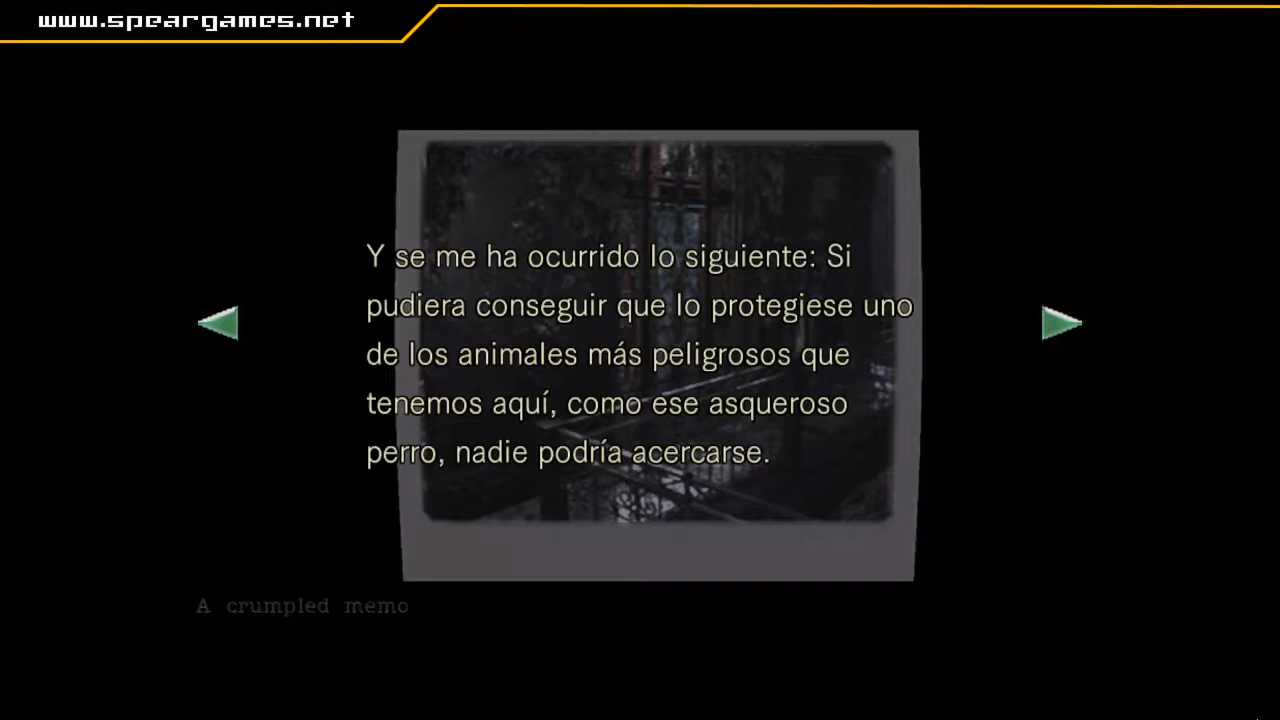 www.speargames.net
Y se me ha ocurrido lo siguiente: Si
pudiera conseguir que lo protegiese uno
de los animales más peligrosos que
tenemos aquí, como ese asqueroso
perro, nadie podría acercarse.
A crumpled memo